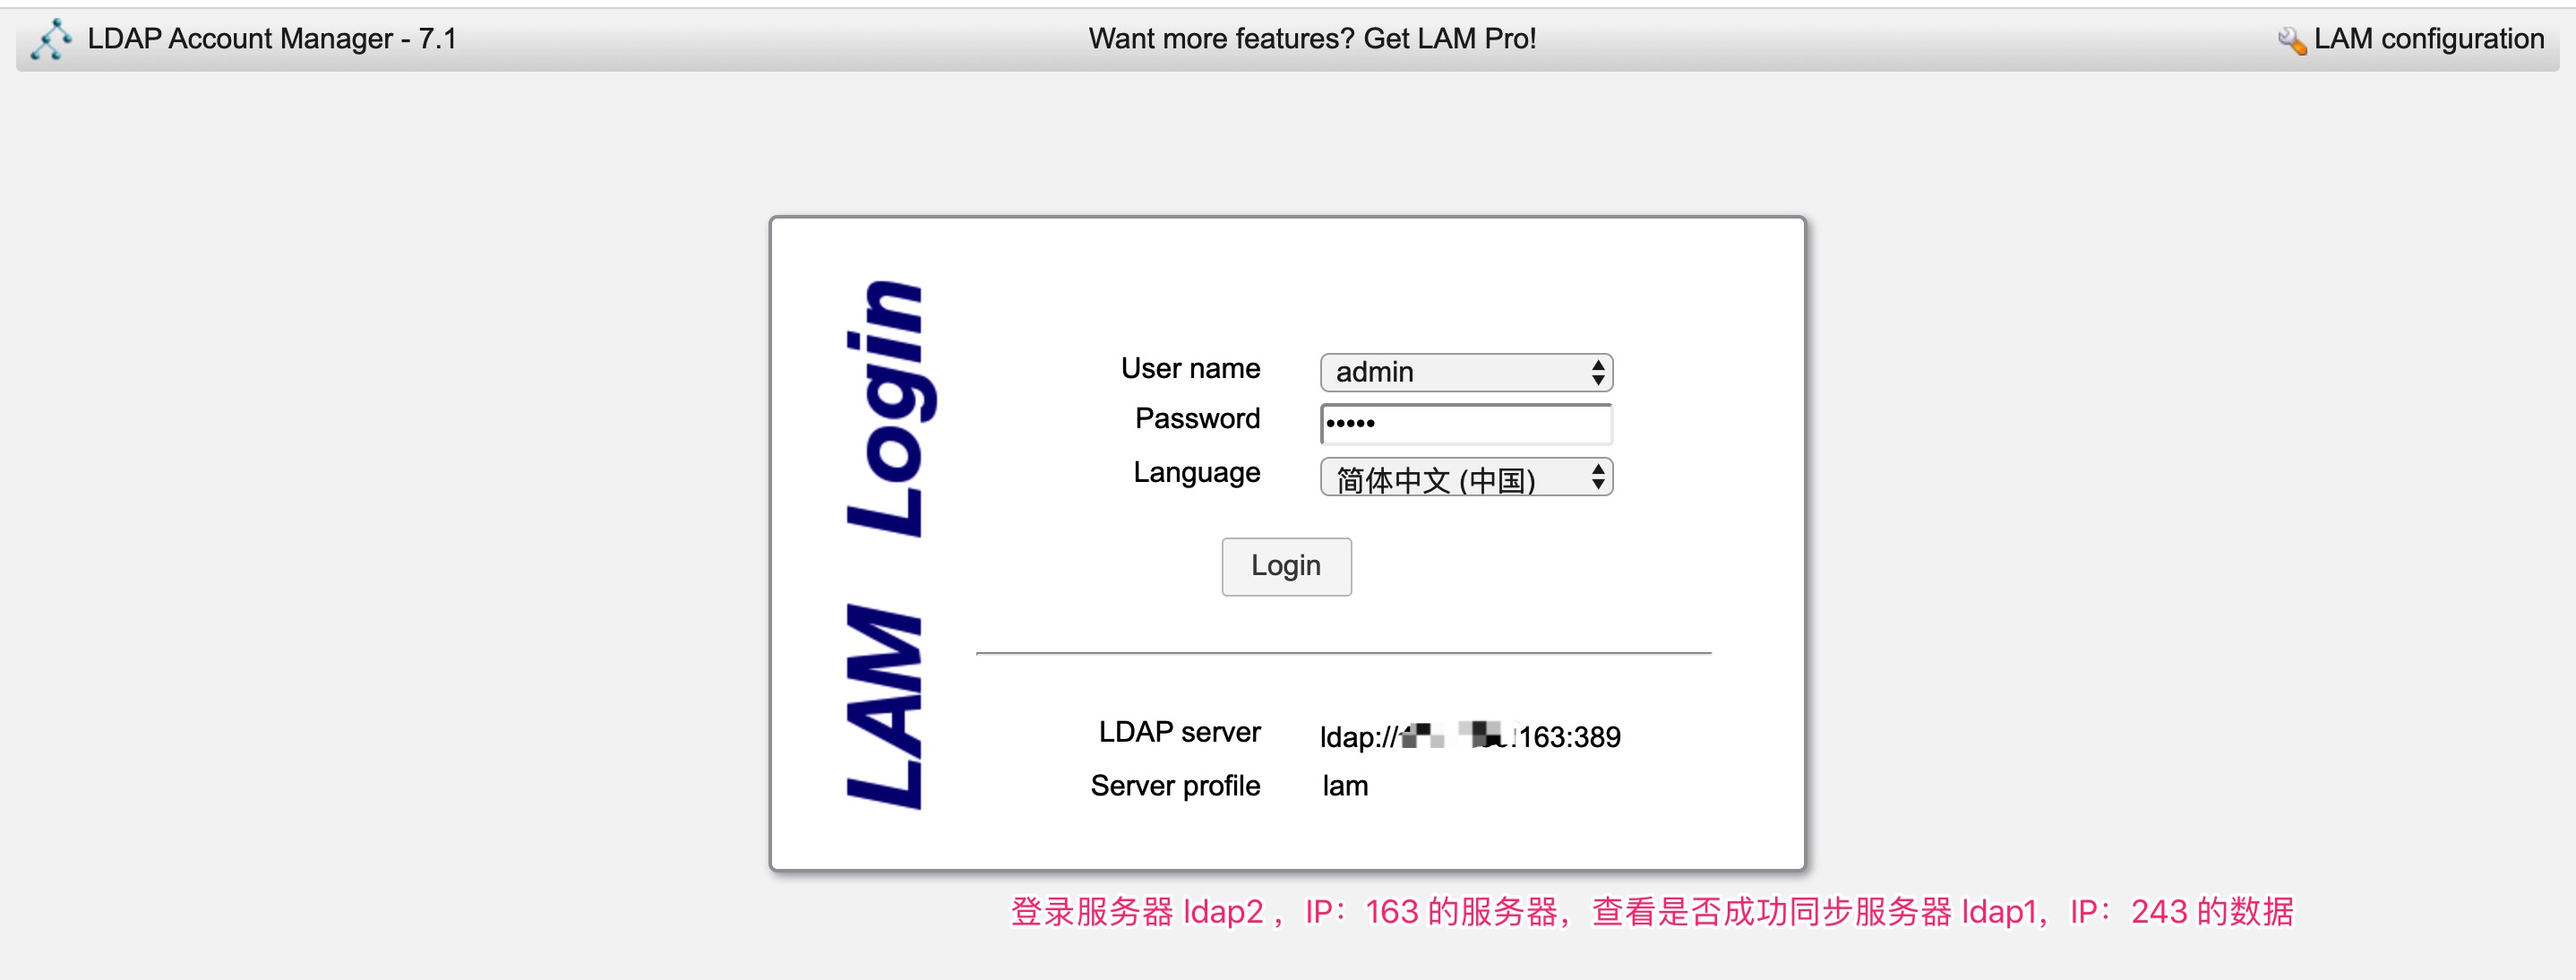 LDAP Account Manager - 7.1
Want more features? Get LAM Pro!
LAM configuration
LAM Login
User name admin
Password •••••
Language 简体中文 (中国)
Login
LDAP server ldap:// 163:389
Server profile lam
登录服务器 ldap2 ，IP：163 的服务器，查看是否成功同步服务器 ldap1，IP：243 的数据